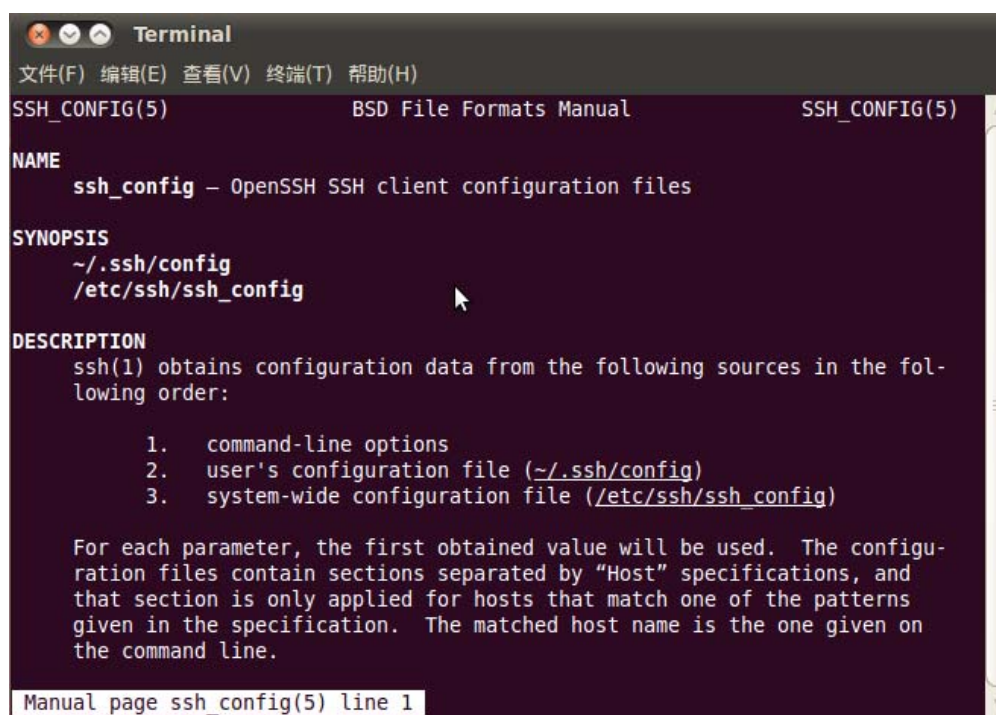 Terminal
文件(F) 编辑(E) 查看(V) 终端(T) 帮助(H)
SSH_CONFIG(5) BSD File Formats Manual SSH_CONFIG(5)
NAME
ssh_config — OpenSSH SSH client configuration files
SYNOPSIS
~/.ssh/config
/etc/ssh/ssh_config
DESCRIPTION
ssh(1) obtains configuration data from the following sources in the fol-
lowing order:
1. command-line options
2. user's configuration file (~/.ssh/config)
3. system-wide configuration file (/etc/ssh/ssh_config)
For each parameter, the first obtained value will be used. The configu-
ration files contain sections separated by “Host” specifications, and
that section is only applied for hosts that match one of the patterns
given in the specification. The matched host name is the one given on
the command line.
Manual page ssh_config(5) line 1